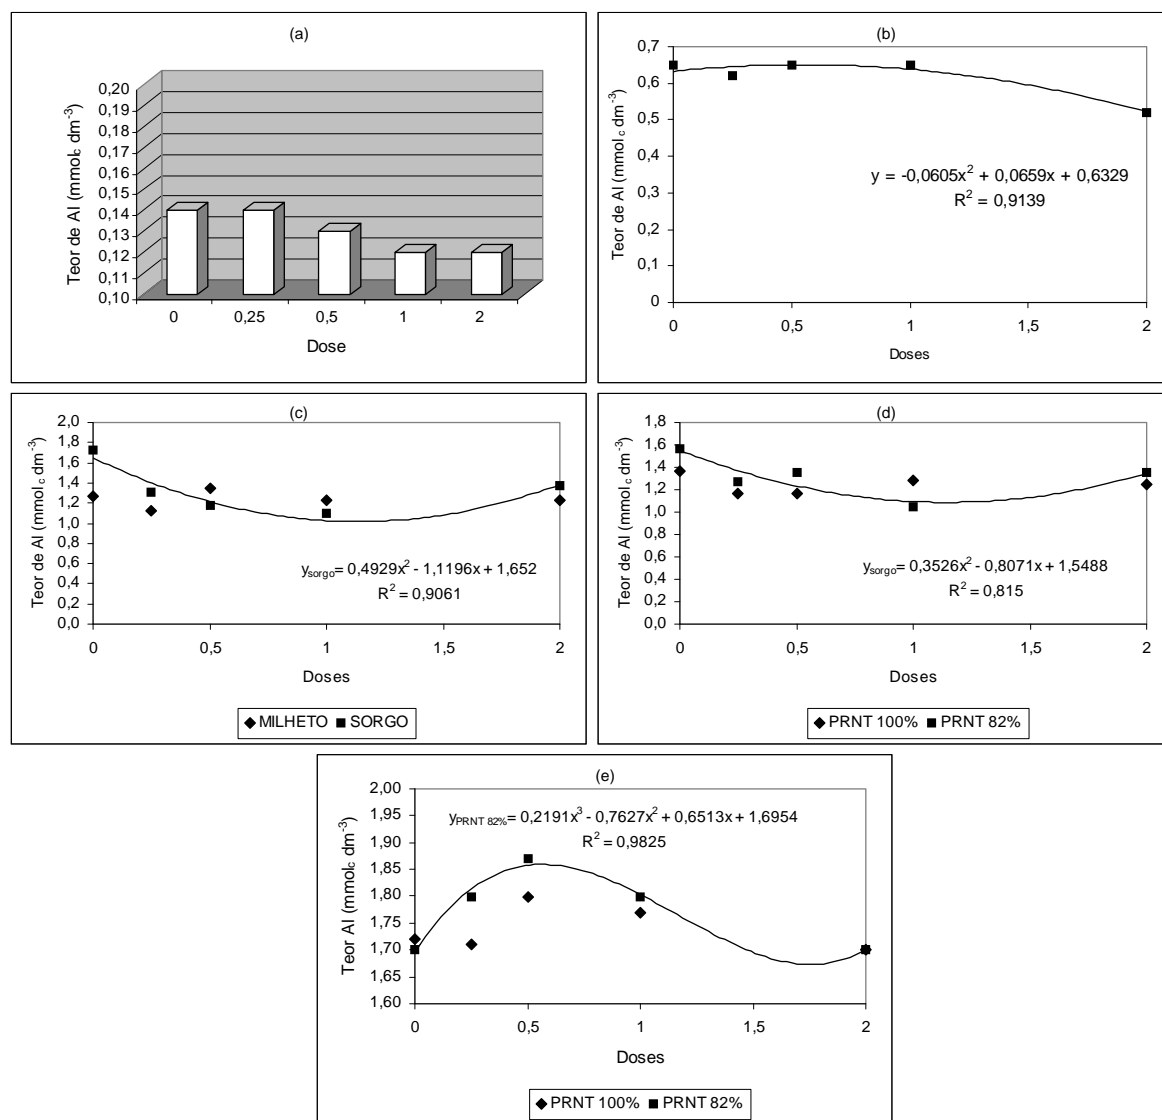 (a)
Teor de Al (mmolc dm-3)
0,20
0,19
0,18
0,17
0,16
0,15
0,14
0,13
0,12
0,11
0,10
0 0,25 0,5 1 2
Dose
(b)
Teor de Al (mmolc dm-3)
0,7
0,6
0,5
0,4
0,3
0,2
0,1
0
y = -0,0605x2 + 0,0659x + 0,6329
R2 = 0,9139
0 0,5 1 1,5 2
Doses
(c)
Teor de Al (mmolc dm-3)
2,0
1,8
1,6
1,4
1,2
1,0
0,8
0,6
0,4
0,2
0,0
ysorgo= 0,4929x2 - 1,1196x + 1,652
R2 = 0,9061
0 0,5 1 1,5 2
Doses
MILHETO SORGO
(d)
Teor de Al (mmolc dm-3)
1,8
1,6
1,4
1,2
1,0
0,8
0,6
0,4
0,2
0,0
ysorgo= 0,3526x2 - 0,8071x + 1,5488
R2 = 0,815
0 0,5 1 1,5 2
Doses
PRNT 100% PRNT 82%
(e)
Teor Al (mmolc dm-3)
2,00
1,95
1,90
1,85
1,80
1,75
1,70
1,65
1,60
yPRNT 82%= 0,2191x3 - 0,7627x2 + 0,6513x + 1,6954
R2 = 0,9825
0 0,5 1 1,5 2
Doses
PRNT 100% PRNT 82%